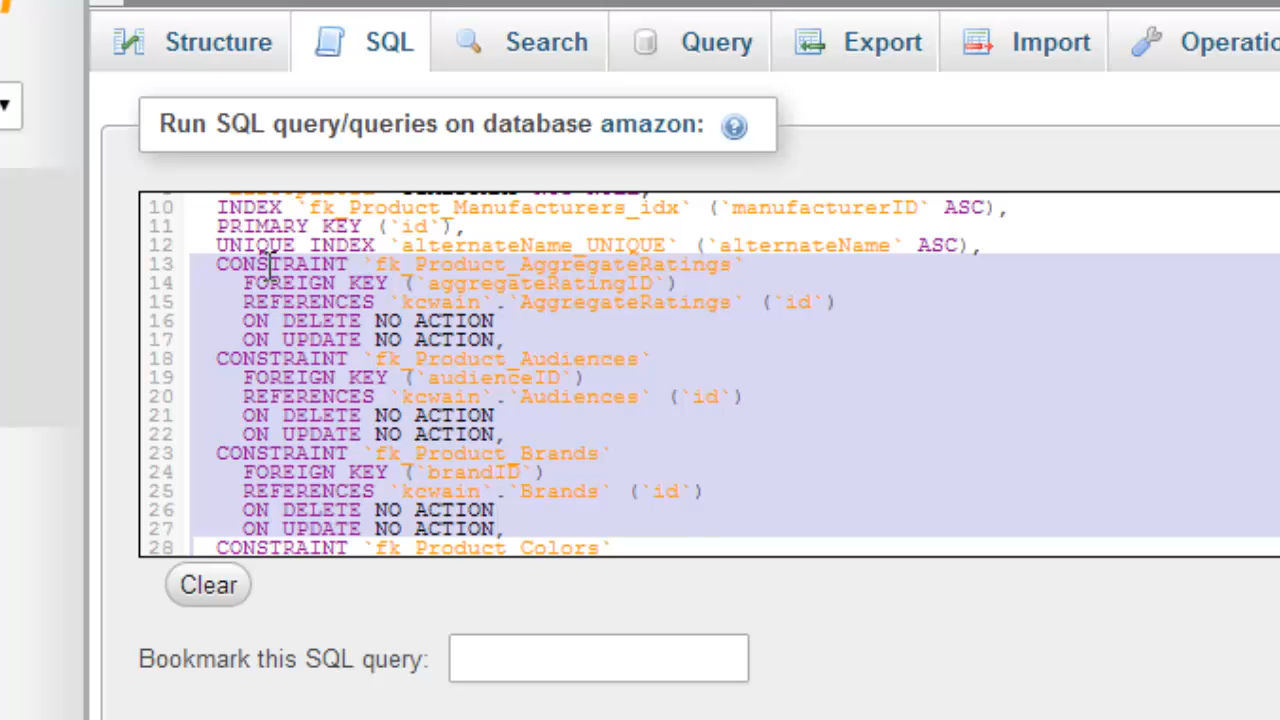 Structure SQL Search Query Export Import
Run SQL query/queries on database amazon:
10 INDEX `fk_Product_Manufacturers_idx` (`manufacturerID` ASC),
11 PRIMARY KEY (`id`),
12 UNIQUE INDEX `alternateName_UNIQUE` (`alternateName` ASC),
13 CONSTRAINT `fk_Product_AggregateRatings`
14 FOREIGN KEY (`aggregateRatingID`)
15 REFERENCES `kcwain`.`AggregateRatings` (`id`)
16 ON DELETE NO ACTION
17 ON UPDATE NO ACTION,
18 CONSTRAINT `fk_Product_Audiences`
19 FOREIGN KEY (`audienceID`)
20 REFERENCES `kcwain`.`Audiences` (`id`)
21 ON DELETE NO ACTION
22 ON UPDATE NO ACTION,
23 CONSTRAINT `fk_Product_Brands`
24 FOREIGN KEY (`brandID`)
25 REFERENCES `kcwain`.`Brands` (`id`)
26 ON DELETE NO ACTION
27 ON UPDATE NO ACTION,
28 CONSTRAINT `fk_Product_Colors`
Clear
Bookmark this SQL query: